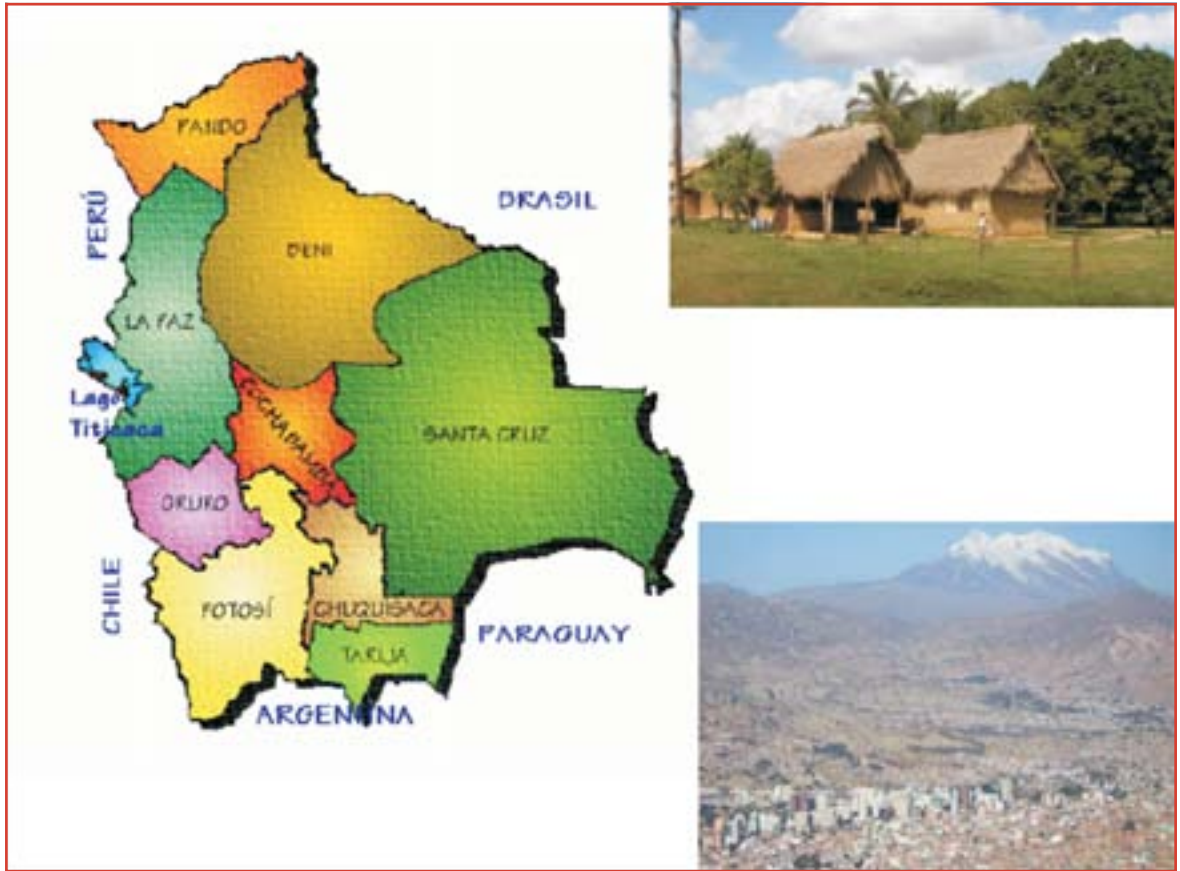 PANDO
BRASIL
PERÚ
BENI
LA PAZ
Lago
Titicaca
COCHABAMBA
SANTA CRUZ
ORURO
CHILE
POTOSÍ
CHUQUISACA
PARAGUAY
TARIJA
ARGENTINA